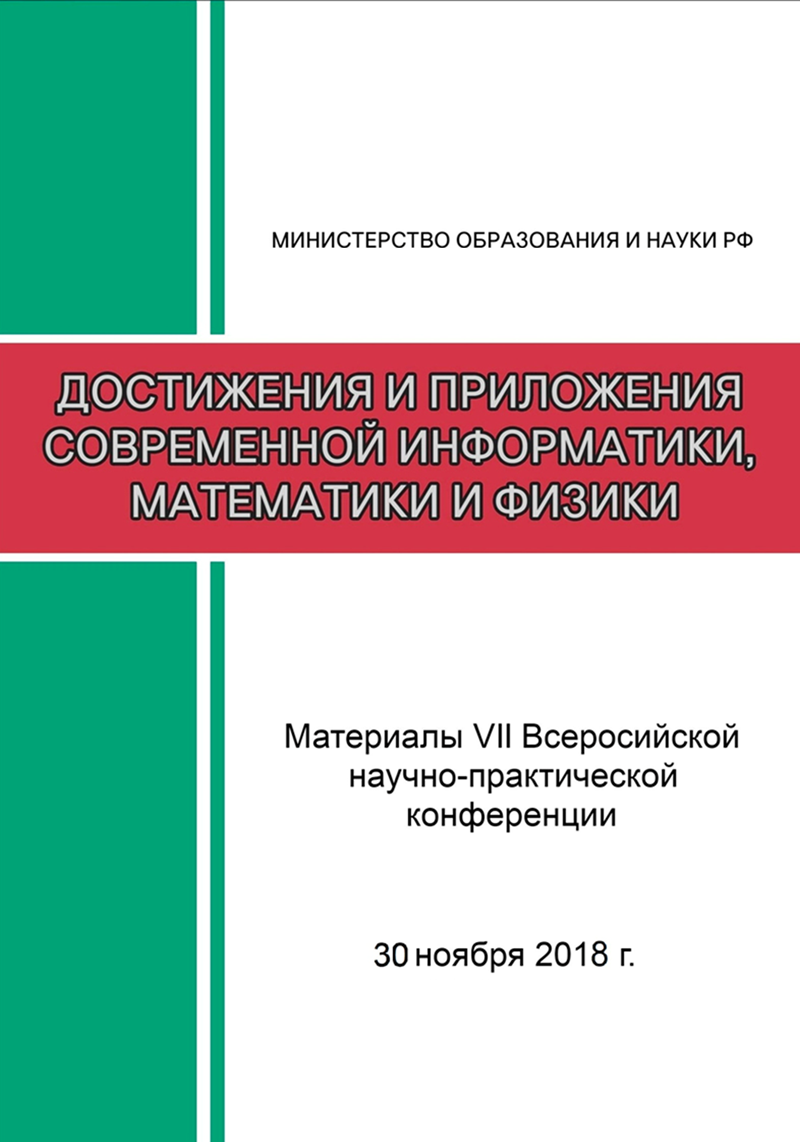 МИНИСТЕРСТВО ОБРАЗОВАНИЯ И НАУКИ РФ
ДОСТИЖЕНИЯ И ПРИЛОЖЕНИЯ
СОВРЕМЕННОЙ ИНФОРМАТИКИ,
МАТЕМАТИКИ И ФИЗИКИ
Материалы VII Всеросийской
научно-практической
конференции
30 ноября 2018 г.